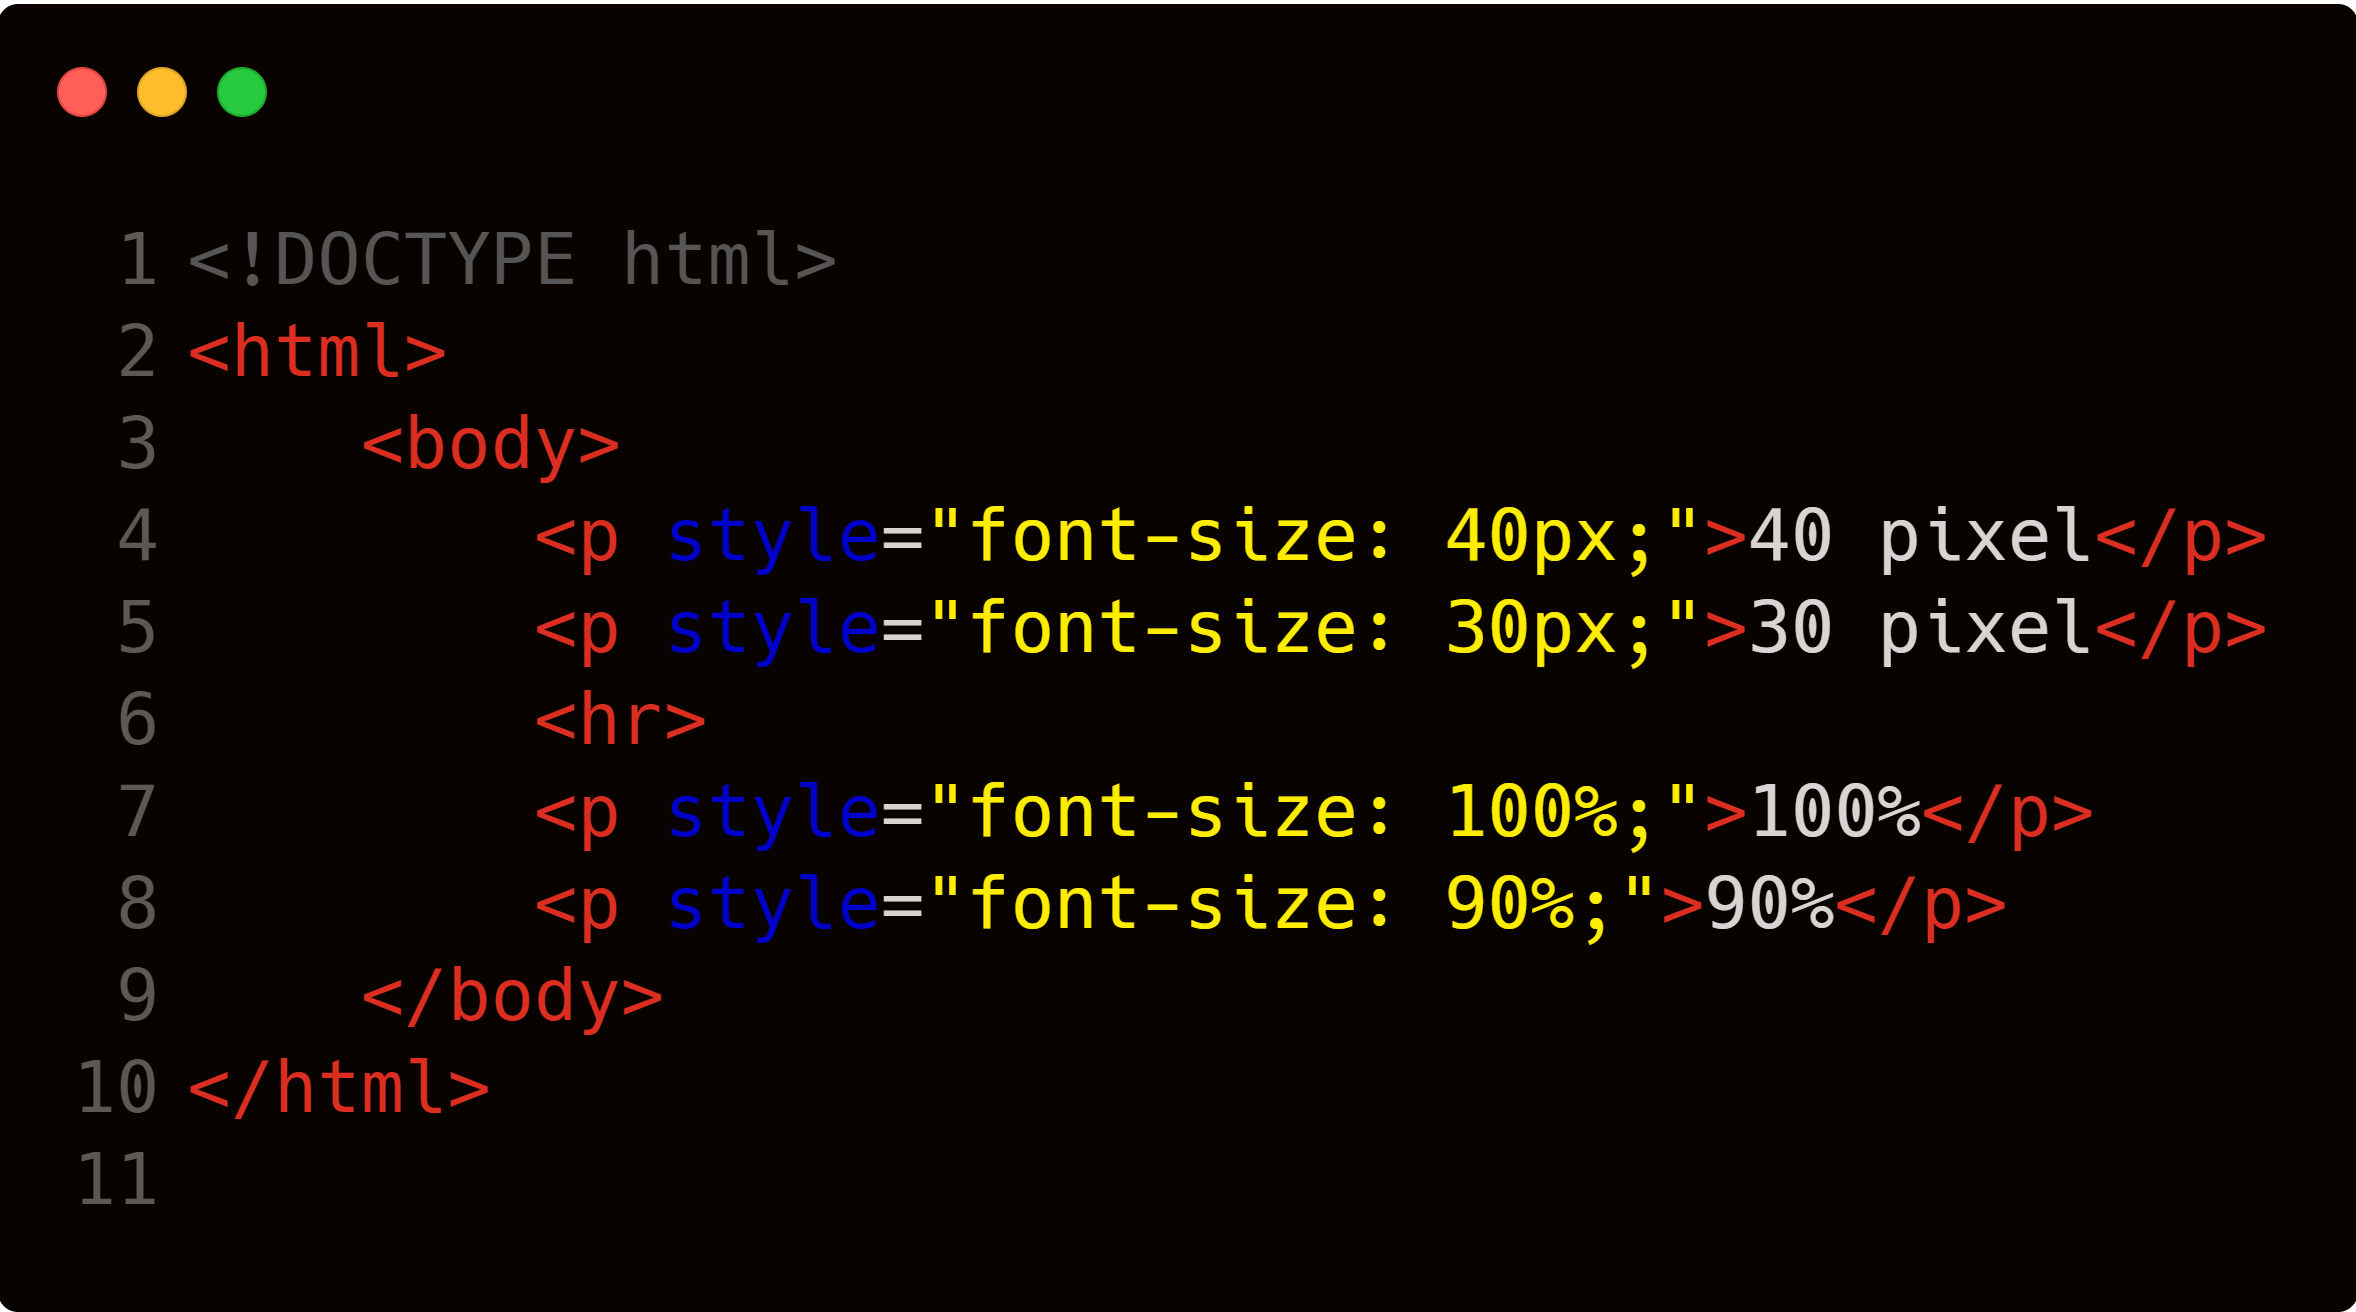 1 <!DOCTYPE html>
2 <html>
3     <body>
4         <p style="font-size: 40px;">40 pixel</p>
5         <p style="font-size: 30px;">30 pixel</p>
6         <hr>
7         <p style="font-size: 100%;">100%</p>
8         <p style="font-size: 90%;">90%</p>
9     </body>
10 </html>
11